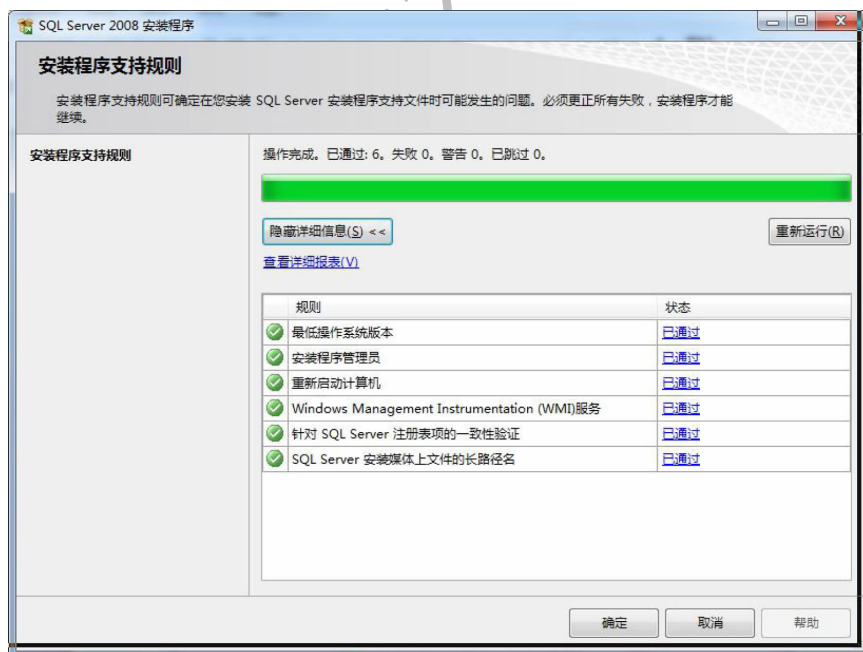 SQL Server 2008 安装程序
安装程序支持规则
安装程序支持规则可确定在您安装 SQL Server 安装程序支持文件时可能发生的问题。必须更正所有失败，安装程序才能
继续。
安装程序支持规则
操作完成。已通过: 6。失败 0。警告 0。已跳过 0。
隐藏详细信息(S) <<
重新运行(R)
查看详细报表(V)
规则 状态
最低操作系统版本 已通过
安装程序管理员 已通过
重新启动计算机 已通过
Windows Management Instrumentation (WMI)服务 已通过
针对 SQL Server 注册表项的一致性验证 已通过
SQL Server 安装媒体上文件的长路径名 已通过
确定 取消 帮助